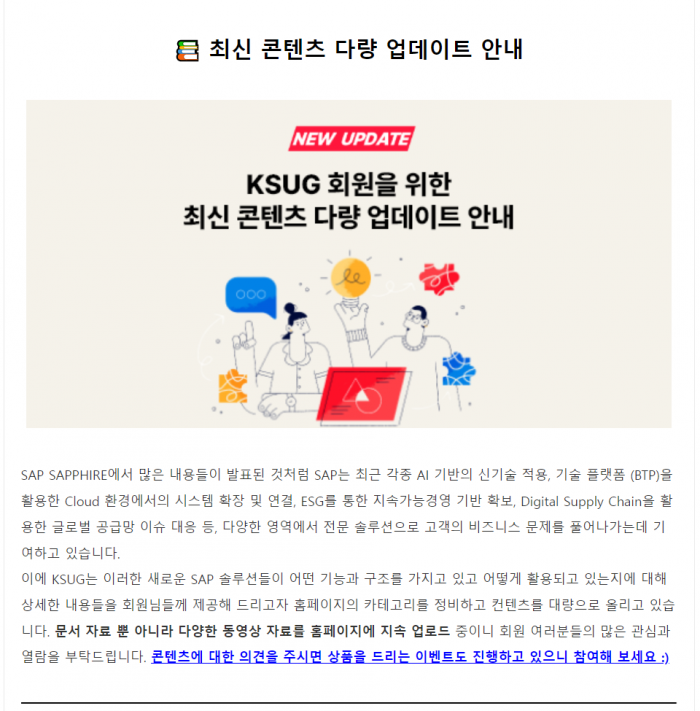 최신 콘텐츠 다량 업데이트 안내
NEW UPDATE
KSUG 회원을 위한
최신 콘텐츠 다량 업데이트 안내
SAP SAPPHIRE에서 많은 내용들이 발표된 것처럼 SAP는 최근 각종 AI 기반의 신기술 적용, 기술 플랫폼 (BTP)을
활용한 Cloud 환경에서의 시스템 확장 및 연결, ESG를 통한 지속가능경영 기반 확보, Digital Supply Chain을 활
용한 글로벌 공급망 이슈 대응 등, 다양한 영역에서 전문 솔루션으로 고객의 비즈니스 문제를 풀어나가는데 기
여하고 있습니다.
이에 KSUG는 이러한 새로운 SAP 솔루션들이 어떤 기능과 구조를 가지고 있고 어떻게 활용되고 있는지에 대해
상세한 내용들을 회원님들께 제공해 드리고자 홈페이지의 카테고리를 정비하고 컨텐츠를 대량으로 올리고 있습
니다. 문서 자료 뿐 아니라 다양한 동영상 자료를 홈페이지에 지속 업로드 중이니 회원 여러분들의 많은 관심과
열람을 부탁드립니다. 콘텐츠에 대한 의견을 주시면 상품을 드리는 이벤트도 진행하고 있으니 참여해 보세요 :)